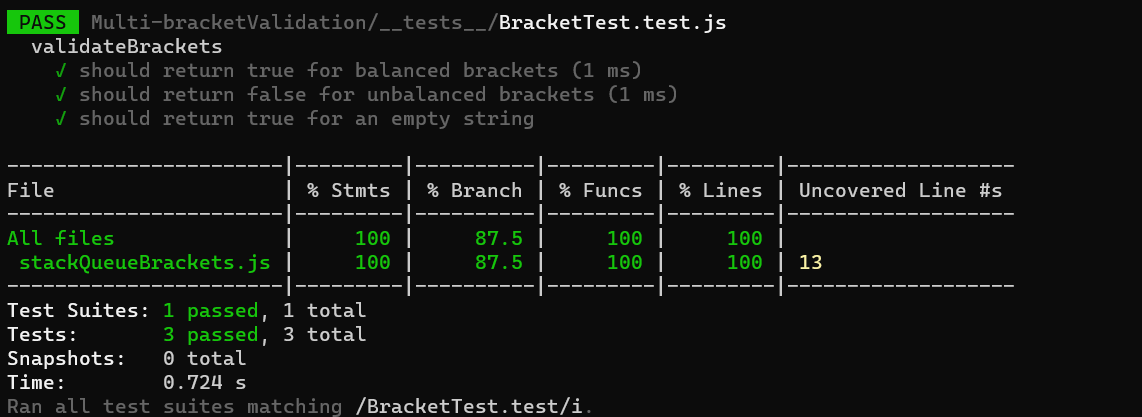 PASS Multi-bracketValidation/__tests__/BracketTest.test.js
validateBrackets
√ should return true for balanced brackets (1 ms)
√ should return false for unbalanced brackets (1 ms)
√ should return true for an empty string
-----------------------|---------|----------|---------|---------|-------------------
File                   | % Stmts | % Branch | % Funcs | % Lines | Uncovered Line #s
-----------------------|---------|----------|---------|---------|-------------------
All files              |     100 |     87.5 |     100 |     100 |
 stackQueueBrackets.js |     100 |     87.5 |     100 |     100 | 13
-----------------------|---------|----------|---------|---------|-------------------
Test Suites: 1 passed, 1 total
Tests:       3 passed, 3 total
Snapshots:   0 total
Time:        0.724 s
Ran all test suites matching /BracketTest.test/i.